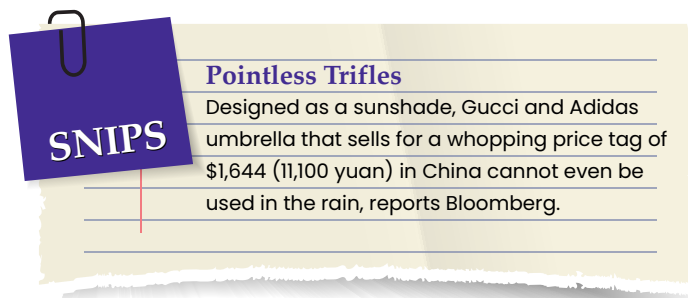 SNIPS
Pointless Trifles
Designed as a sunshade, Gucci and Adidas
umbrella that sells for a whopping price tag of
$1,644 (11,100 yuan) in China cannot even be
used in the rain, reports Bloomberg.